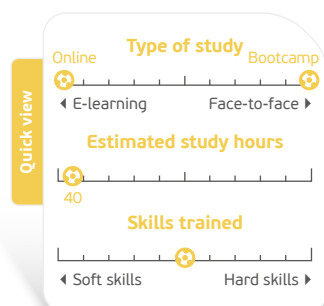 Type of study
Online Bootcamp
E-learning Face-to-face
Quick view
Estimated study hours
40
Skills trained
Soft skills Hard skills